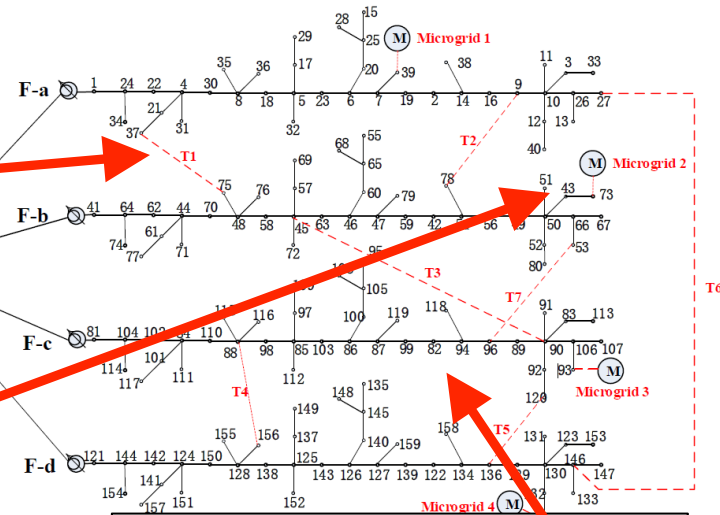 15
28
29
25
M Microgrid 1
35 36 17 20 39 38 11 3 33
F-a 1 24 22 4 30 8 18 5 23 6 7 19 2 14 16 9 10 26 27
34 21 31 32 12 13
37 40
T1 T2
55
68
69 65 M Microgrid 2
75 76 57 60 79 78 51 43 73
F-b 41 64 62 44 70 48 58 45 63 46 47 59 42 56 50 66 67
74 61 71 72 52 53
77 80
95
T3 T7 T6
105
116 97 100 119 118 91 83 113
F-c 81 104 110 88 98 85 103 86 87 99 82 94 96 89 90 106 107
114 101 111 112 92 93 M
117 Microgrid 3
T4 120
135
148
149 145
155 156 137 140 159 158 T5 131 123 153
F-d 121 144 142 124 150 128 138 125 143 126 127 139 122 134 136 129 130 146 147
154 141 151 152 133
157 Microgrid 4 M